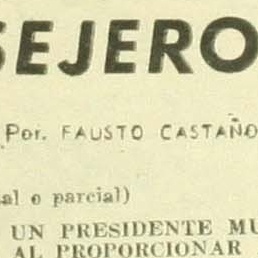 SEJERO
Por. FAUSTO CASTAÑO
al o parcial)
UN PRESIDENTE MU
AL PROPORCIONAR